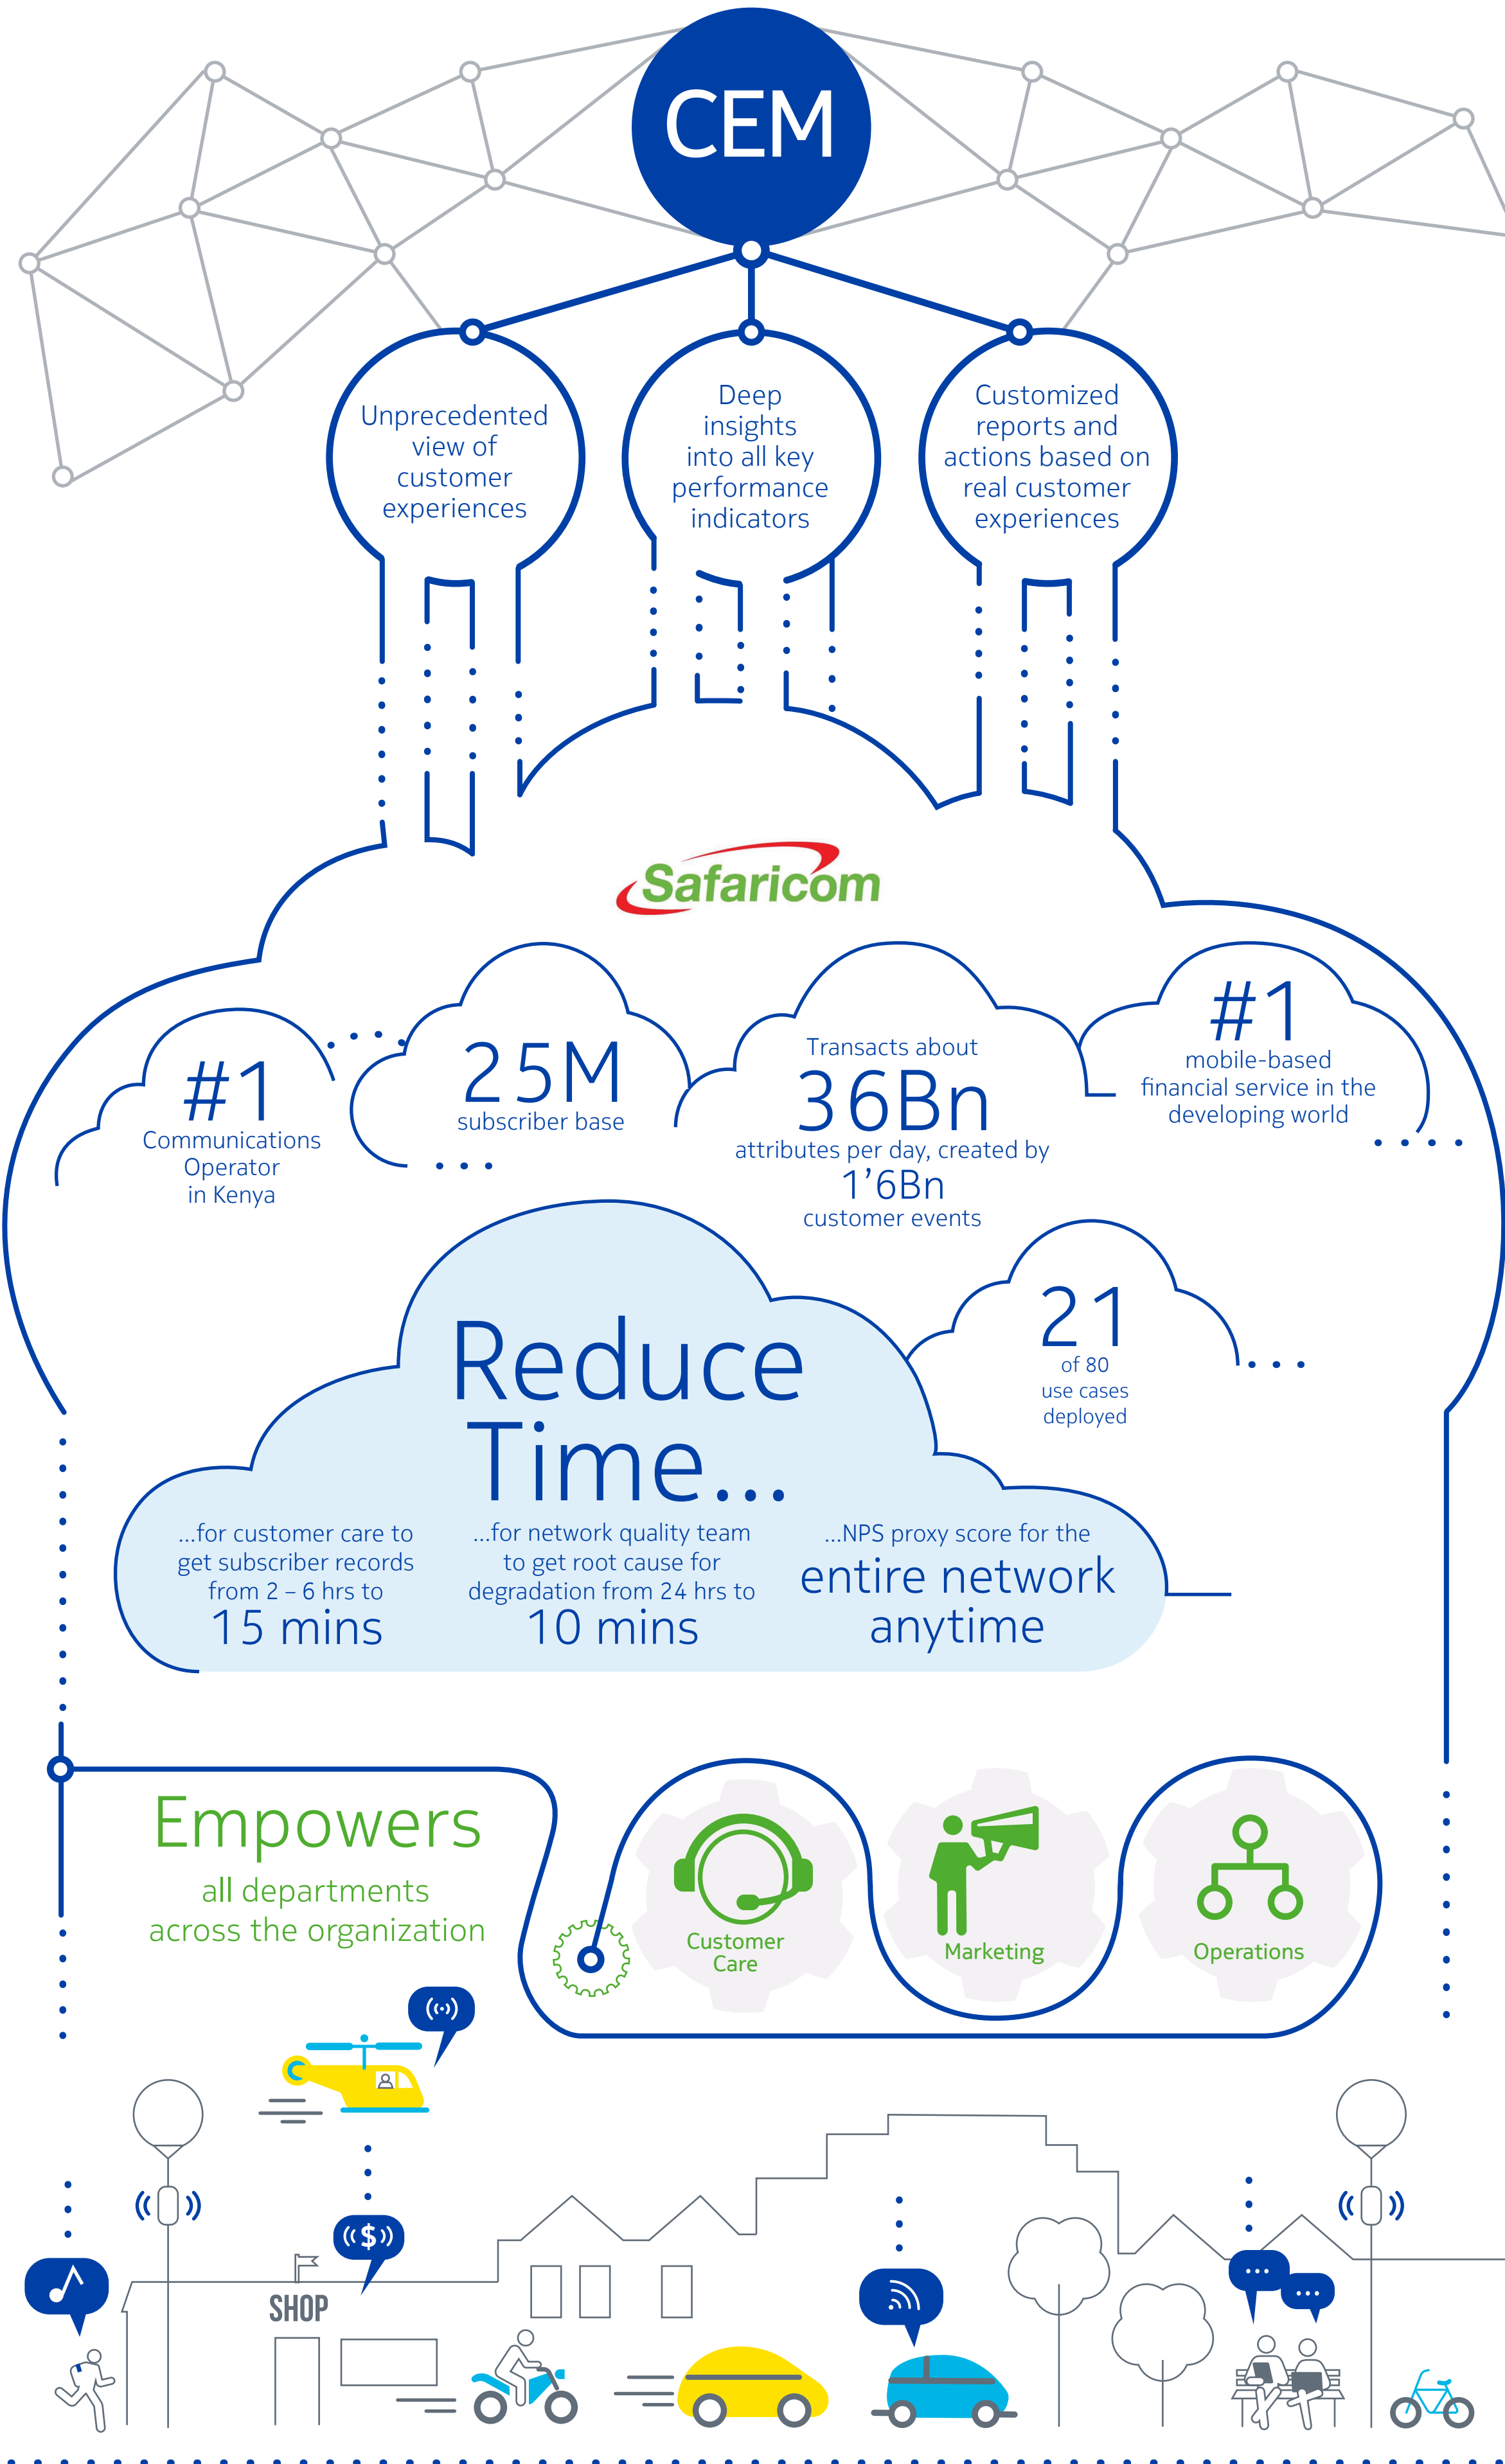 CEM
Unprecedented
view of
customer
experiences
Deep
insights
into all key
performance
indicators
Customized
reports and
actions based on
real customer
experiences
Safaricom
#1
Communications
Operator
in Kenya
25M
subscriber base
Transacts about
36Bn
attributes per day, created by
1’6Bn
customer events
#1
mobile-based
financial service in the
developing world
21
of 80
use cases
deployed
Reduce
Time...
...for customer care to
get subscriber records
from 2 – 6 hrs to
15 mins
...for network quality team
to get root cause for
degradation from 24 hrs to
10 mins
...NPS proxy score for the
entire network
anytime
Empowers
all departments
across the organization
Customer
Care
Marketing
Operations
$
SHOP